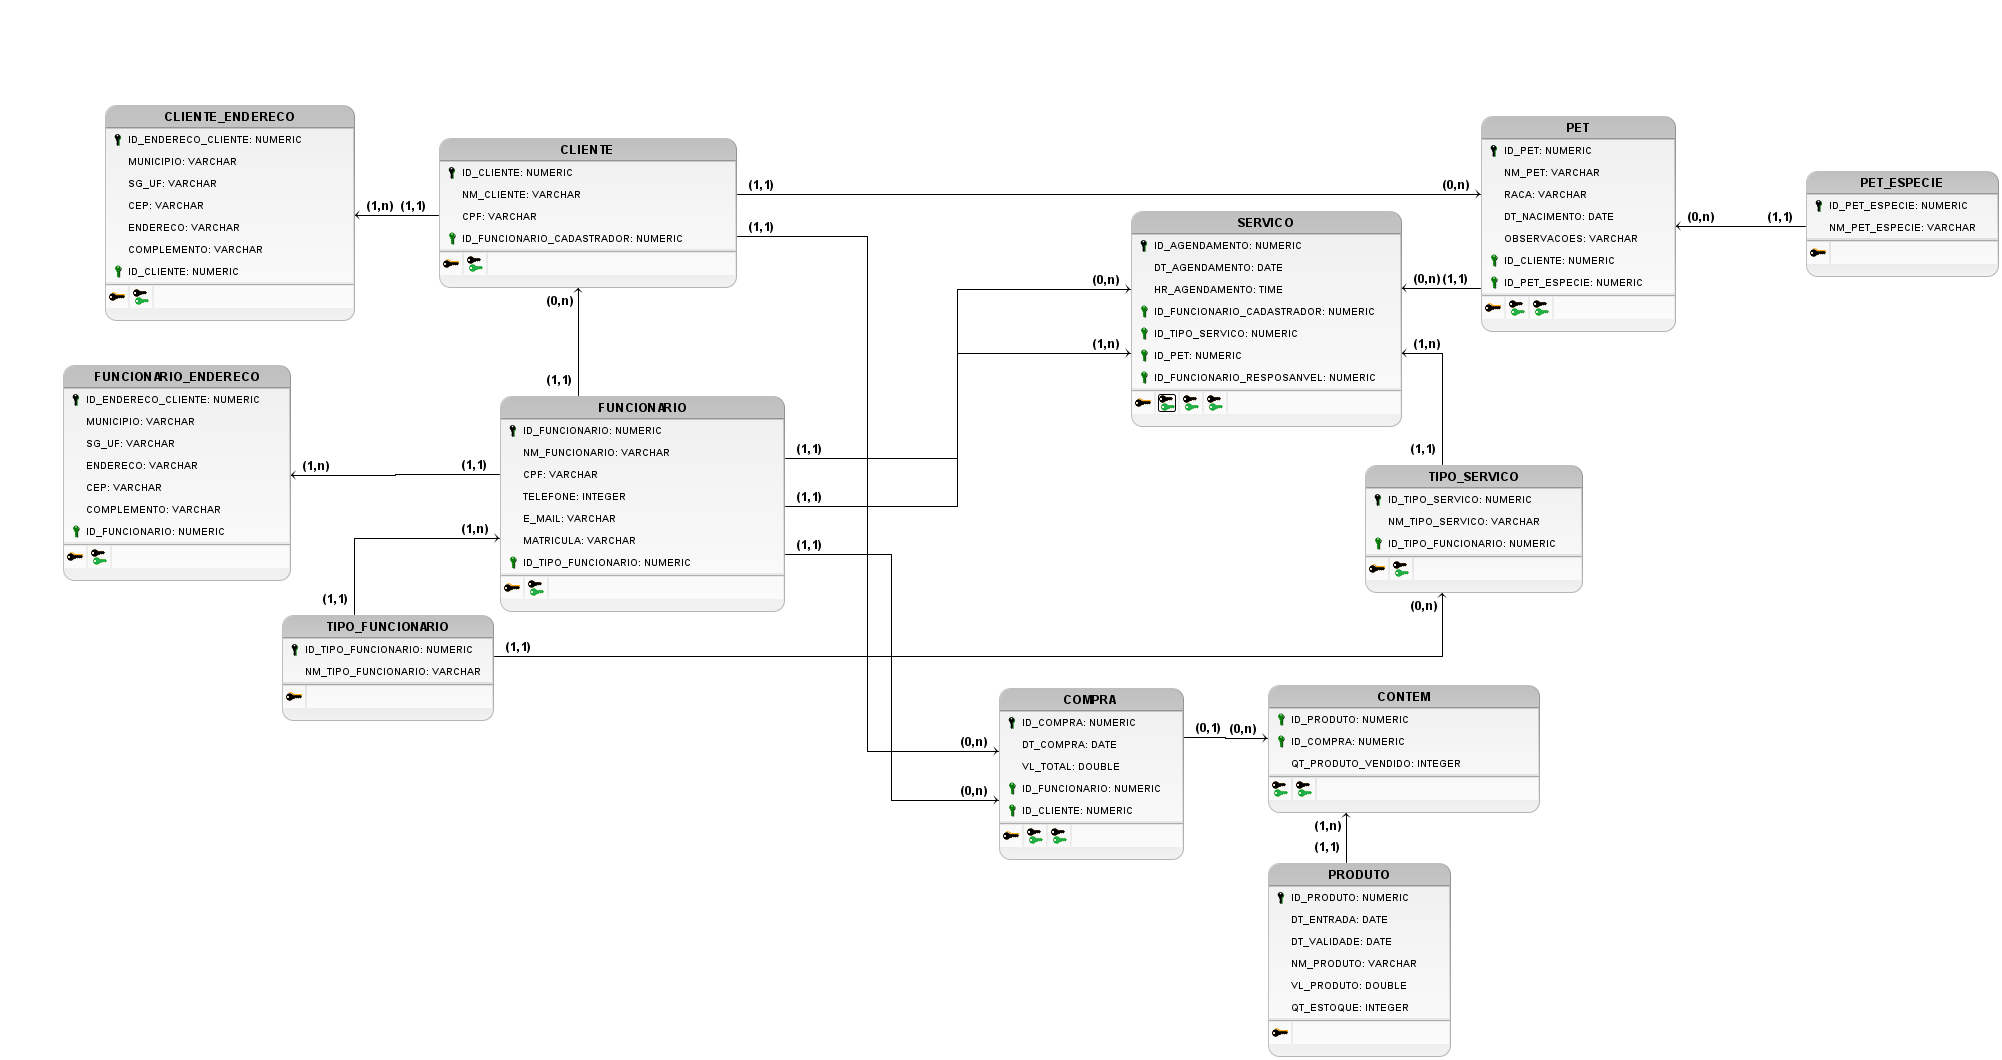 CLIENTE_ENDERECO
ID_ENDERECO_CLIENTE: NUMERIC
MUNICIPIO: VARCHAR
SG_UF: VARCHAR
CEP: VARCHAR
ENDERECO: VARCHAR
COMPLEMENTO: VARCHAR
ID_CLIENTE: NUMERIC
(1,n) (1,1)
CLIENTE
ID_CLIENTE: NUMERIC
NM_CLIENTE: VARCHAR
CPF: VARCHAR
ID_FUNCIONARIO_CADASTRADOR: NUMERIC
(1,1)
(1,1)
(0,n)
(1,1)
(0,n)
PET
ID_PET: NUMERIC
NM_PET: VARCHAR
RACA: VARCHAR
DT_NACIMENTO: DATE
OBSERVACOES: VARCHAR
ID_CLIENTE: NUMERIC
ID_PET_ESPECIE: NUMERIC
(0,n)
(1,1)
PET_ESPECIE
ID_PET_ESPECIE: NUMERIC
NM_PET_ESPECIE: VARCHAR
SERVICO
ID_AGENDAMENTO: NUMERIC
DT_AGENDAMENTO: DATE
HR_AGENDAMENTO: TIME
ID_FUNCIONARIO_CADASTRADOR: NUMERIC
ID_TIPO_SERVICO: NUMERIC
ID_PET: NUMERIC
ID_FUNCIONARIO_RESPOSANVEL: NUMERIC
(0,n)
(1,n)
(0,n) (1,1)
(1,n)
(1,1)
FUNCIONARIO_ENDERECO
ID_ENDERECO_CLIENTE: NUMERIC
MUNICIPIO: VARCHAR
SG_UF: VARCHAR
ENDERECO: VARCHAR
CEP: VARCHAR
COMPLEMENTO: VARCHAR
ID_FUNCIONARIO: NUMERIC
(1,n)
(1,1)
FUNCIONARIO
ID_FUNCIONARIO: NUMERIC
NM_FUNCIONARIO: VARCHAR
CPF: VARCHAR
TELEFONE: INTEGER
E_MAIL: VARCHAR
MATRICULA: VARCHAR
ID_TIPO_FUNCIONARIO: NUMERIC
(1,1)
(1,1)
(1,1)
(1,n)
(1,1)
TIPO_SERVICO
ID_TIPO_SERVICO: NUMERIC
NM_TIPO_SERVICO: VARCHAR
ID_TIPO_FUNCIONARIO: NUMERIC
(0,n)
TIPO_FUNCIONARIO
ID_TIPO_FUNCIONARIO: NUMERIC
NM_TIPO_FUNCIONARIO: VARCHAR
(1,1)
COMPRA
ID_COMPRA: NUMERIC
DT_COMPRA: DATE
VL_TOTAL: DOUBLE
ID_FUNCIONARIO: NUMERIC
ID_CLIENTE: NUMERIC
(0,n)
(0,n)
(0,1) (0,n)
CONTEM
ID_PRODUTO: NUMERIC
ID_COMPRA: NUMERIC
QT_PRODUTO_VENDIDO: INTEGER
(1,n)
(1,1)
PRODUTO
ID_PRODUTO: NUMERIC
DT_ENTRADA: DATE
DT_VALIDADE: DATE
NM_PRODUTO: VARCHAR
VL_PRODUTO: DOUBLE
QT_ESTOQUE: INTEGER